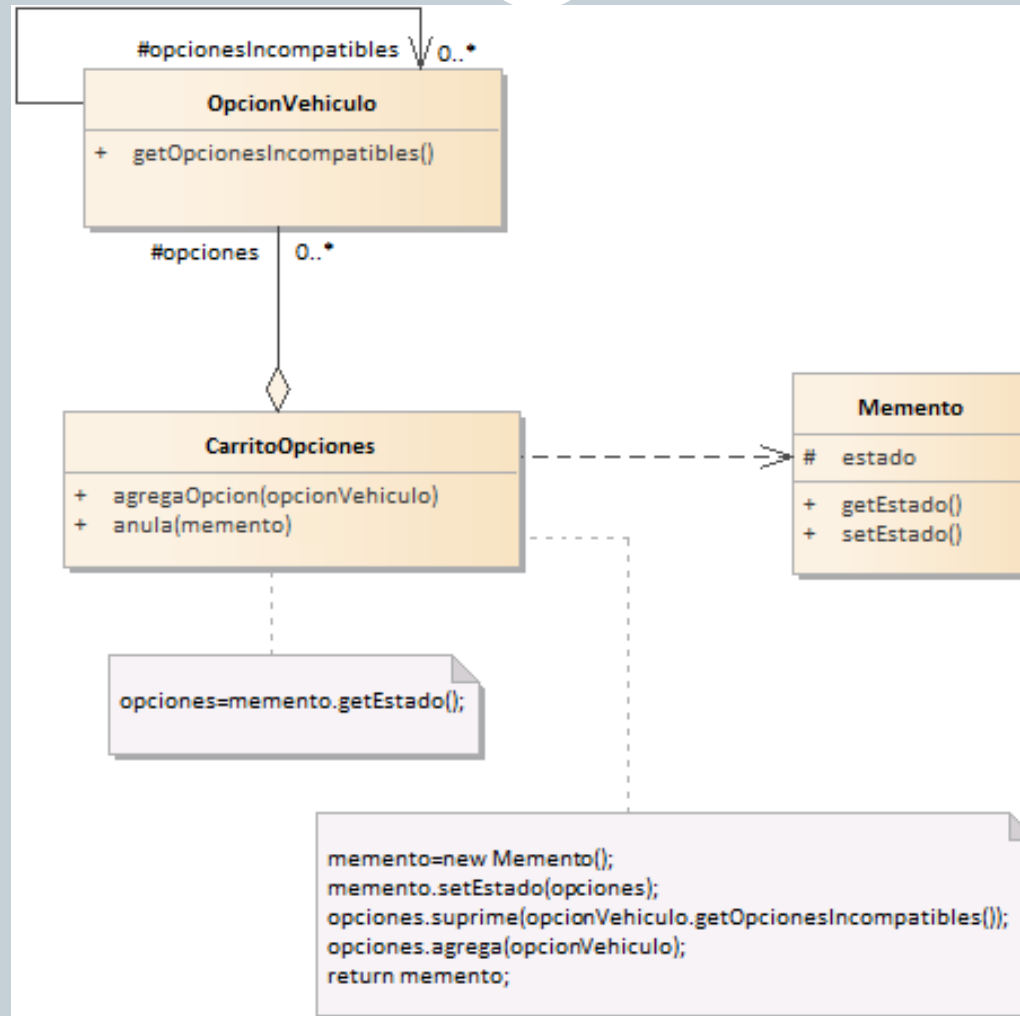 #opcionesIncompatibles 0..*
OpcionVehiculo
+ getOpcionesIncompatibles()
#opciones 0..*
CarritoOpciones
+ agregaOpcion(opcionVehiculo)
+ anula(memento)
Memento
# estado
+ getEstado()
+ setEstado()
opciones=memento.getEstado();
memento=new Memento();
memento.setEstado(opciones);
opciones.suprime(opcionVehiculo.getOpcionesIncompatibles());
opciones.agrega(opcionVehiculo);
return memento;